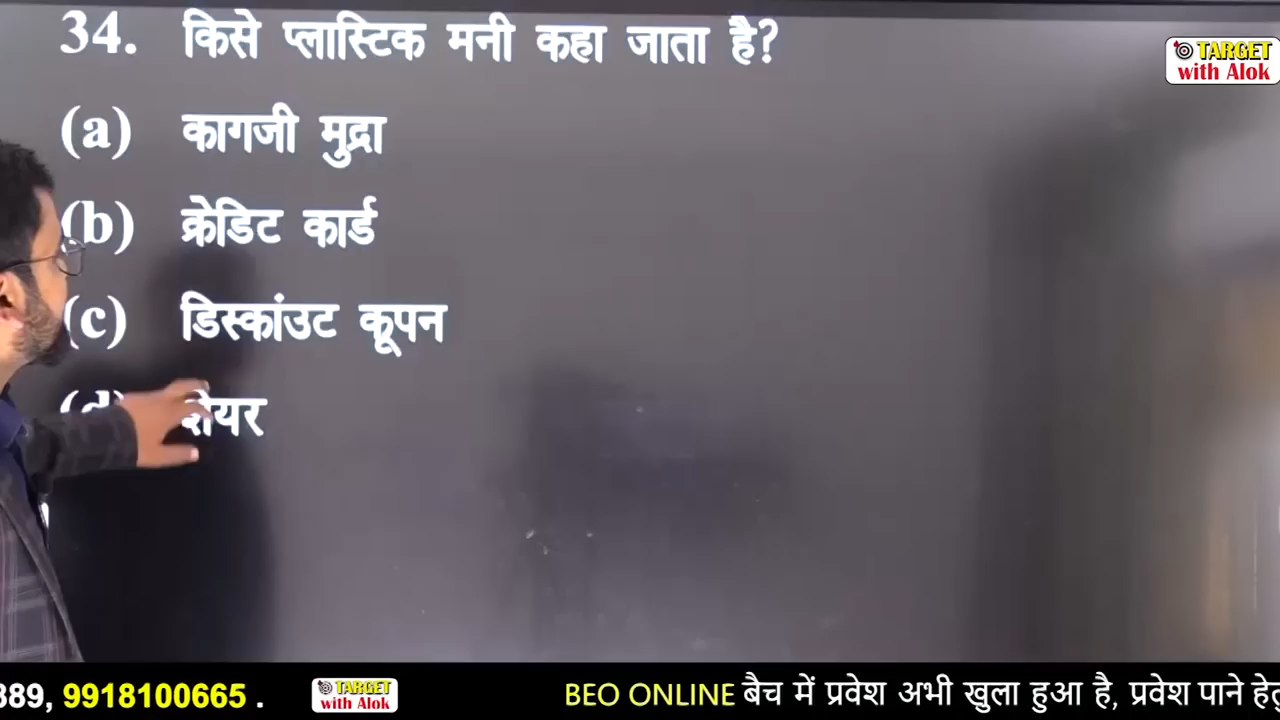 34. किसे प्लास्टिक मनी कहा जाता है?
TARGET
with Alok
(a) कागजी मुद्रा
(b) क्रेडिट कार्ड
(c) डिस्कांउट कूपन
(d) शेयर
889, 9918100665 .
TARGET
with Alok
BEO ONLINE बैच में प्रवेश अभी खुला हुआ है, प्रवेश पाने हेतु